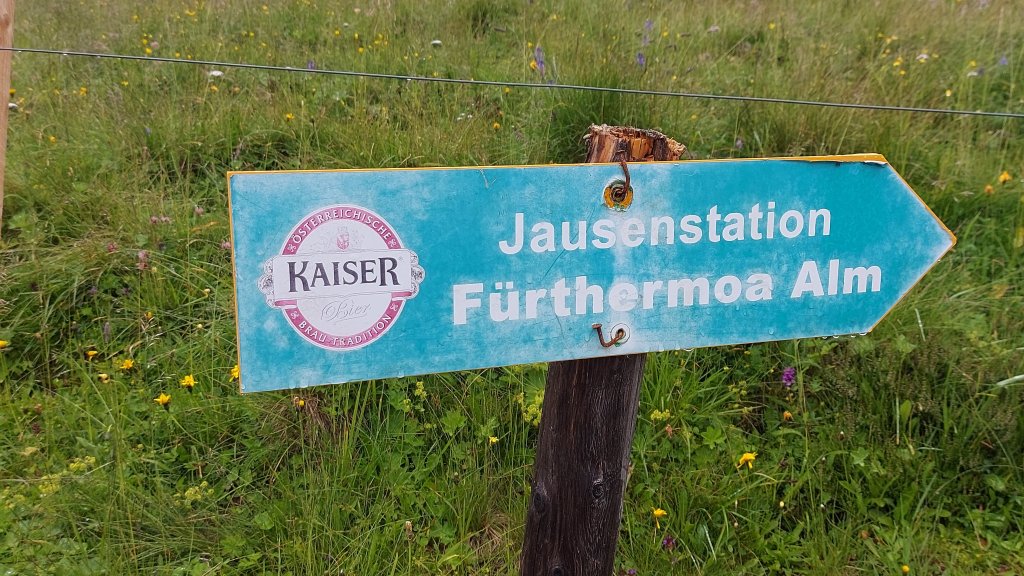 ÖSTERREICHISCHE
KAISER
Bier
BRAU-TRADITION
Jausenstation
Fürthermoa Alm